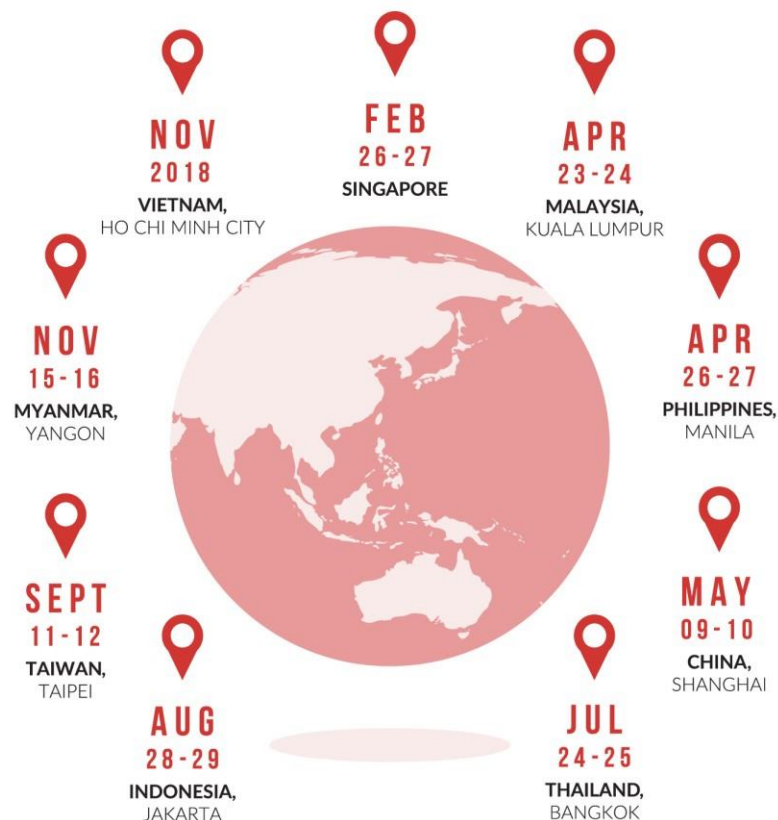 FEB
26-27
SINGAPORE
APR
23-24
MALAYSIA,
KUALA LUMPUR
APR
26-27
PHILIPPINES,
MANILA
MAY
09-10
CHINA,
SHANGHAI
JUL
24-25
THAILAND,
BANGKOK
AUG
28-29
INDONESIA,
JAKARTA
SEPT
11-12
TAIWAN,
TAIPEI
NOV
15-16
MYANMAR,
YANGON
NOV
2018
VIETNAM,
HO CHI MINH CITY